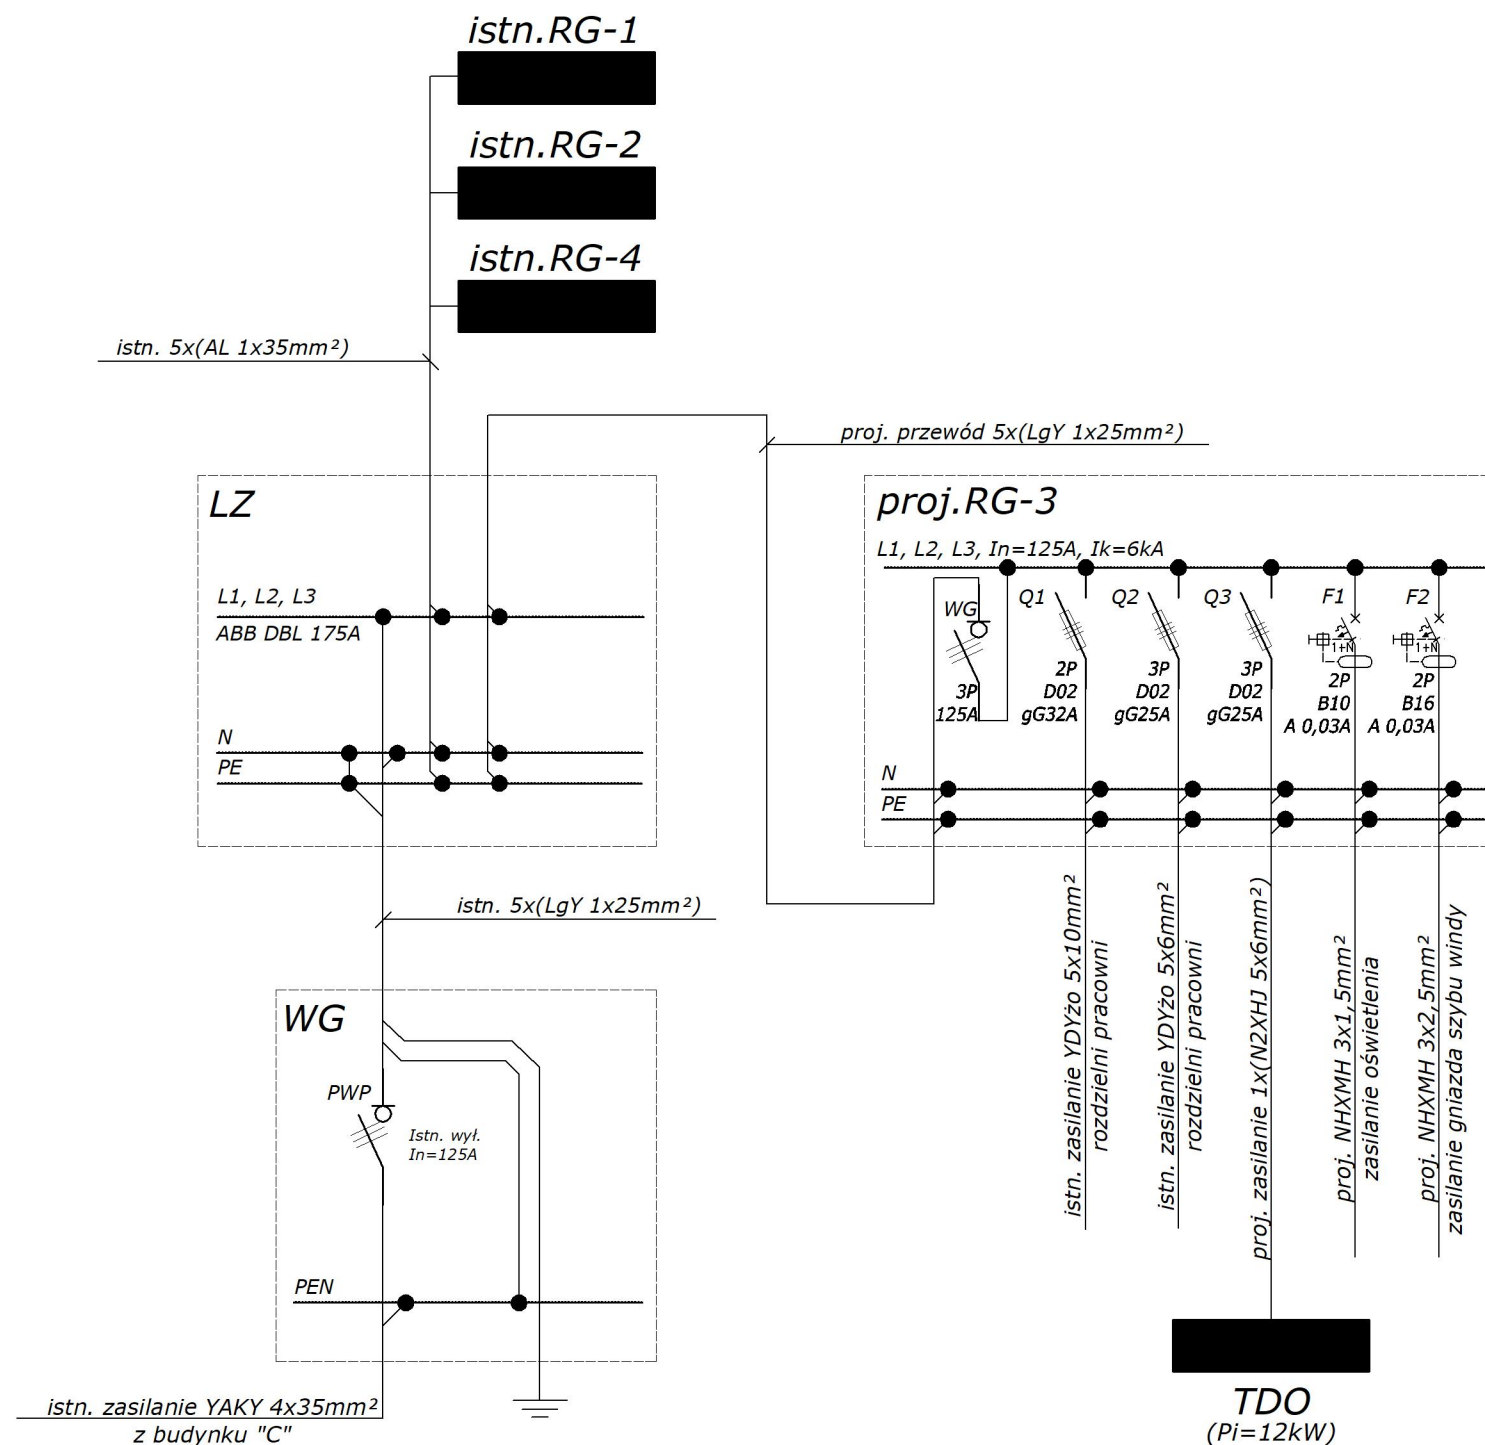 istn.RG-1
istn.RG-2
istn.RG-4
istn. 5x(AL 1x35mm²)
proj. przewód 5x(LgY 1x25mm²)
LZ
L1, L2, L3
ABB DBL 175A
N
PE
istn. 5x(LgY 1x25mm²)
WG
PWP
Istn. wył.
In=125A
PEN
istn. zasilanie YAKY 4x35mm²
z budynku "C"
proj.RG-3
L1, L2, L3, In=125A, Ik=6kA
WG
3P
125A
Q1
2P
D02
gG32A
Q2
3P
D02
gG25A
Q3
3P
D02
gG25A
F1
1+N
2P
B10
A 0,03A
F2
1+N
2P
B16
A 0,03A
N
PE
istn. zasilanie YDYżo 5x10mm²
rozdzielni pracowni
istn. zasilanie YDYżo 5x6mm²
rozdzielni pracowni
proj. zasilanie 1x(N2XHJ 5x6mm²)
proj. NHXMH 3x1,5mm²
zasilanie oświetlenia
proj. NHXMH 3x2,5mm²
zasilanie gniazda szybu windy
TDO
(Pi=12kW)